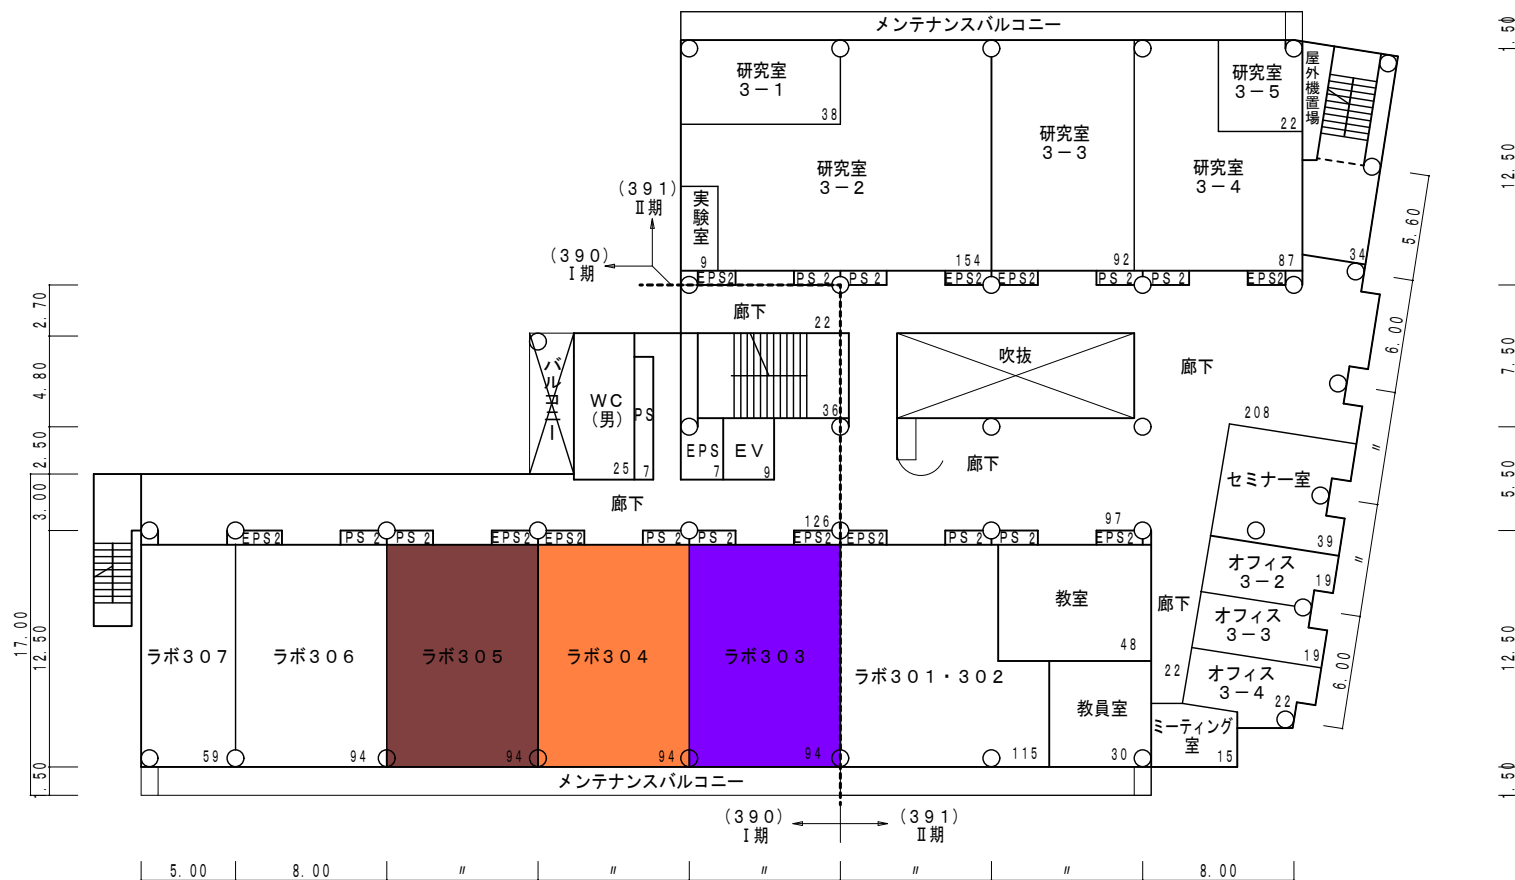 メンテナンスバルコニー
1.50
研究室
3-1
38
研究室
3-5
22
屋外機置場
研究室
3-3
研究室
3-2
研究室
3-4
12.50
(391)
Ⅱ期
実験室
5.60
(390)
Ⅰ期
9
154
92
87
34
EPS2
PS 2
PS 2
EPS2
EPS2
PS 2
PS 2
EPS2
2.70
廊下
22
6.00
吹抜
廊下
7.50
4.80
バルコニー
WC
(男)
PS
36
208
2.50
EPS
EV
25
7
7
9
廊下
〃
セミナー室
5.50
3.00
廊下
126
97
EPS2
PS 2
PS 2
EPS2
EPS2
PS 2
PS 2
EPS2
EPS2
PS 2
PS 2
EPS2
39
オフィス
3-2
19
〃
教室
廊下
オフィス
3-3
17.00
12.50
ラボ307
ラボ306
ラボ305
ラボ304
ラボ303
ラボ301・302
48
19
12.50
22
オフィス
3-4
22
6.00
教員室
ミーティング
室
59
94
94
94
94
115
30
15
メンテナンスバルコニー
.50
1.50
(390)
Ⅰ期
(391)
Ⅱ期
5.00
8.00
〃
〃
〃
〃
〃
8.00